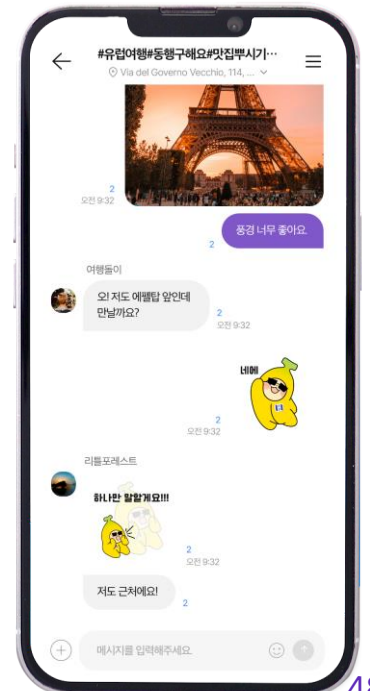 #유럽여행#동행구해요#맛집뿌시기…
Via del Governo Vecchio, 114, ...
2
오전 9:32
풍경 너무 좋아요.
2
여행돌이
오! 저도 에펠탑 앞인데
만날까요?
2
오전 9:32
네에
2
오전 9:32
리틀포레스트
하나만 말할게요!!!
2
오전 9:32
저도 근처에요!
2
메시지를 입력해주세요.
48